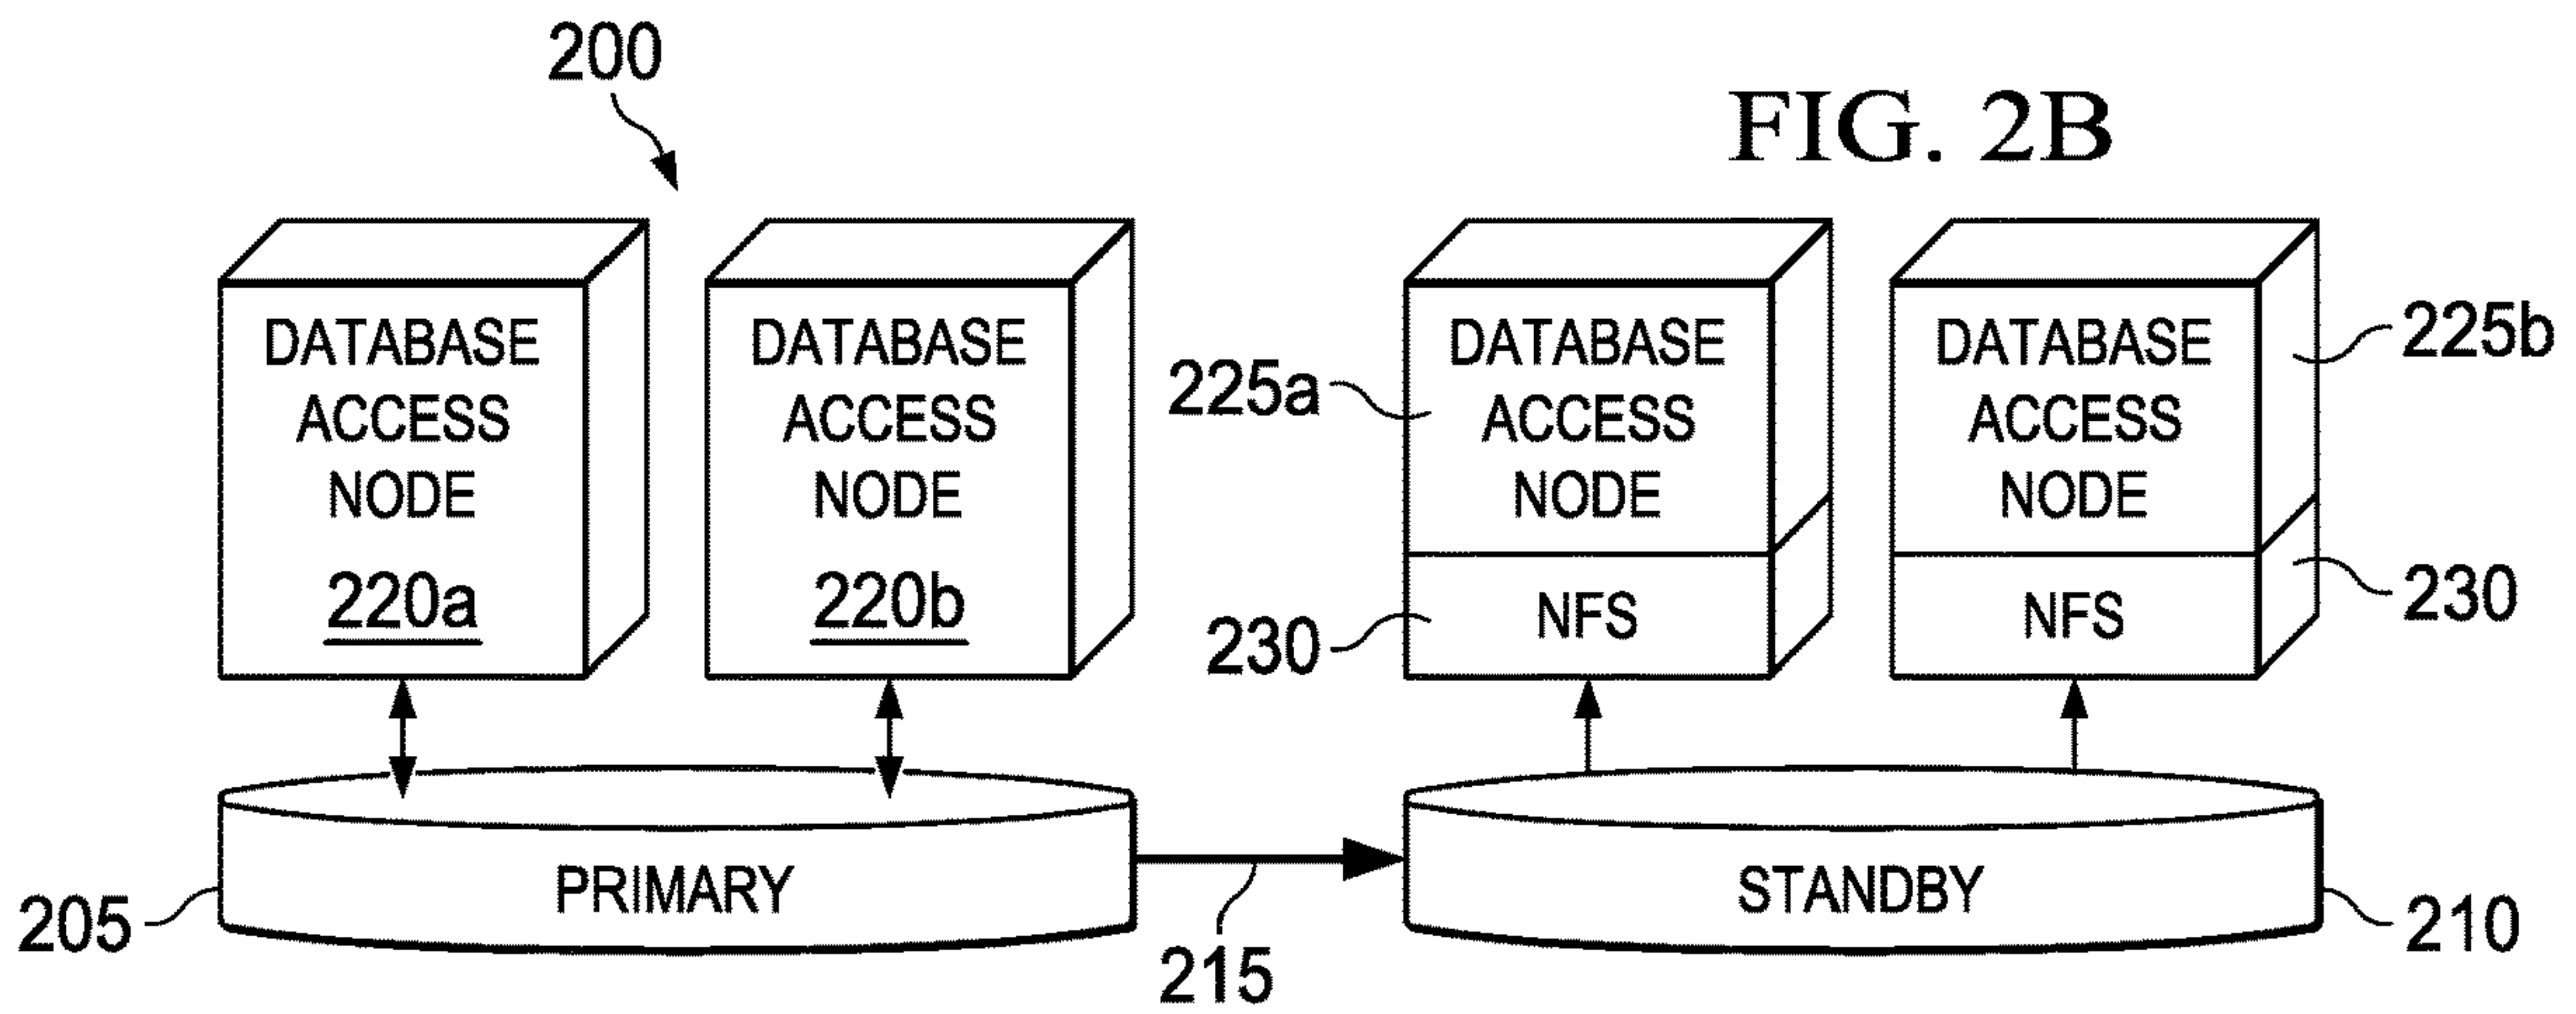 200
FIG. 2B
DATABASE
ACCESS
NODE
220a
DATABASE
ACCESS
NODE
220b
225a
DATABASE
ACCESS
NODE
230
NFS
DATABASE
ACCESS
NODE
NFS
225b
230
205
PRIMARY
215
STANDBY
210